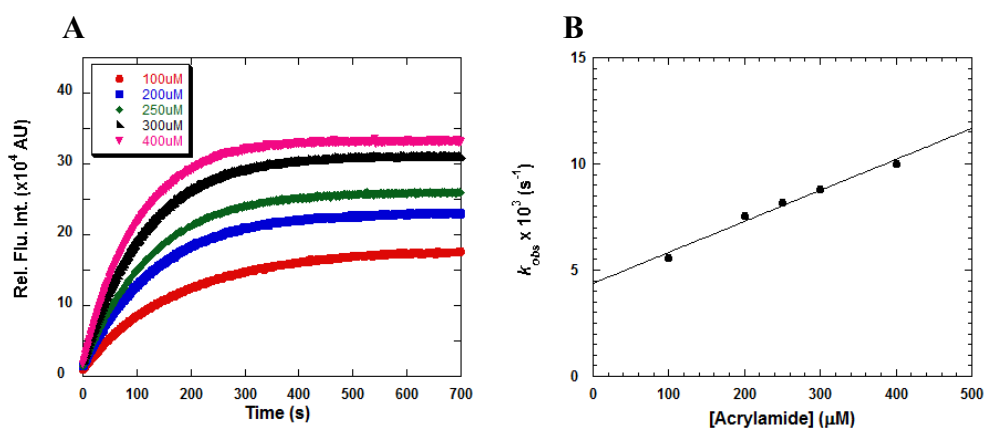 A
Rel. Flu. Int. (x10⁴ AU)
40
30
20
10
0
100uM
200uM
250uM
300uM
400uM
0 100 200 300 400 500 600 700
Time (s)
B
k_obs x 10³ (s⁻¹)
15
10
5
0
0 100 200 300 400 500
[Acrylamide] (μM)